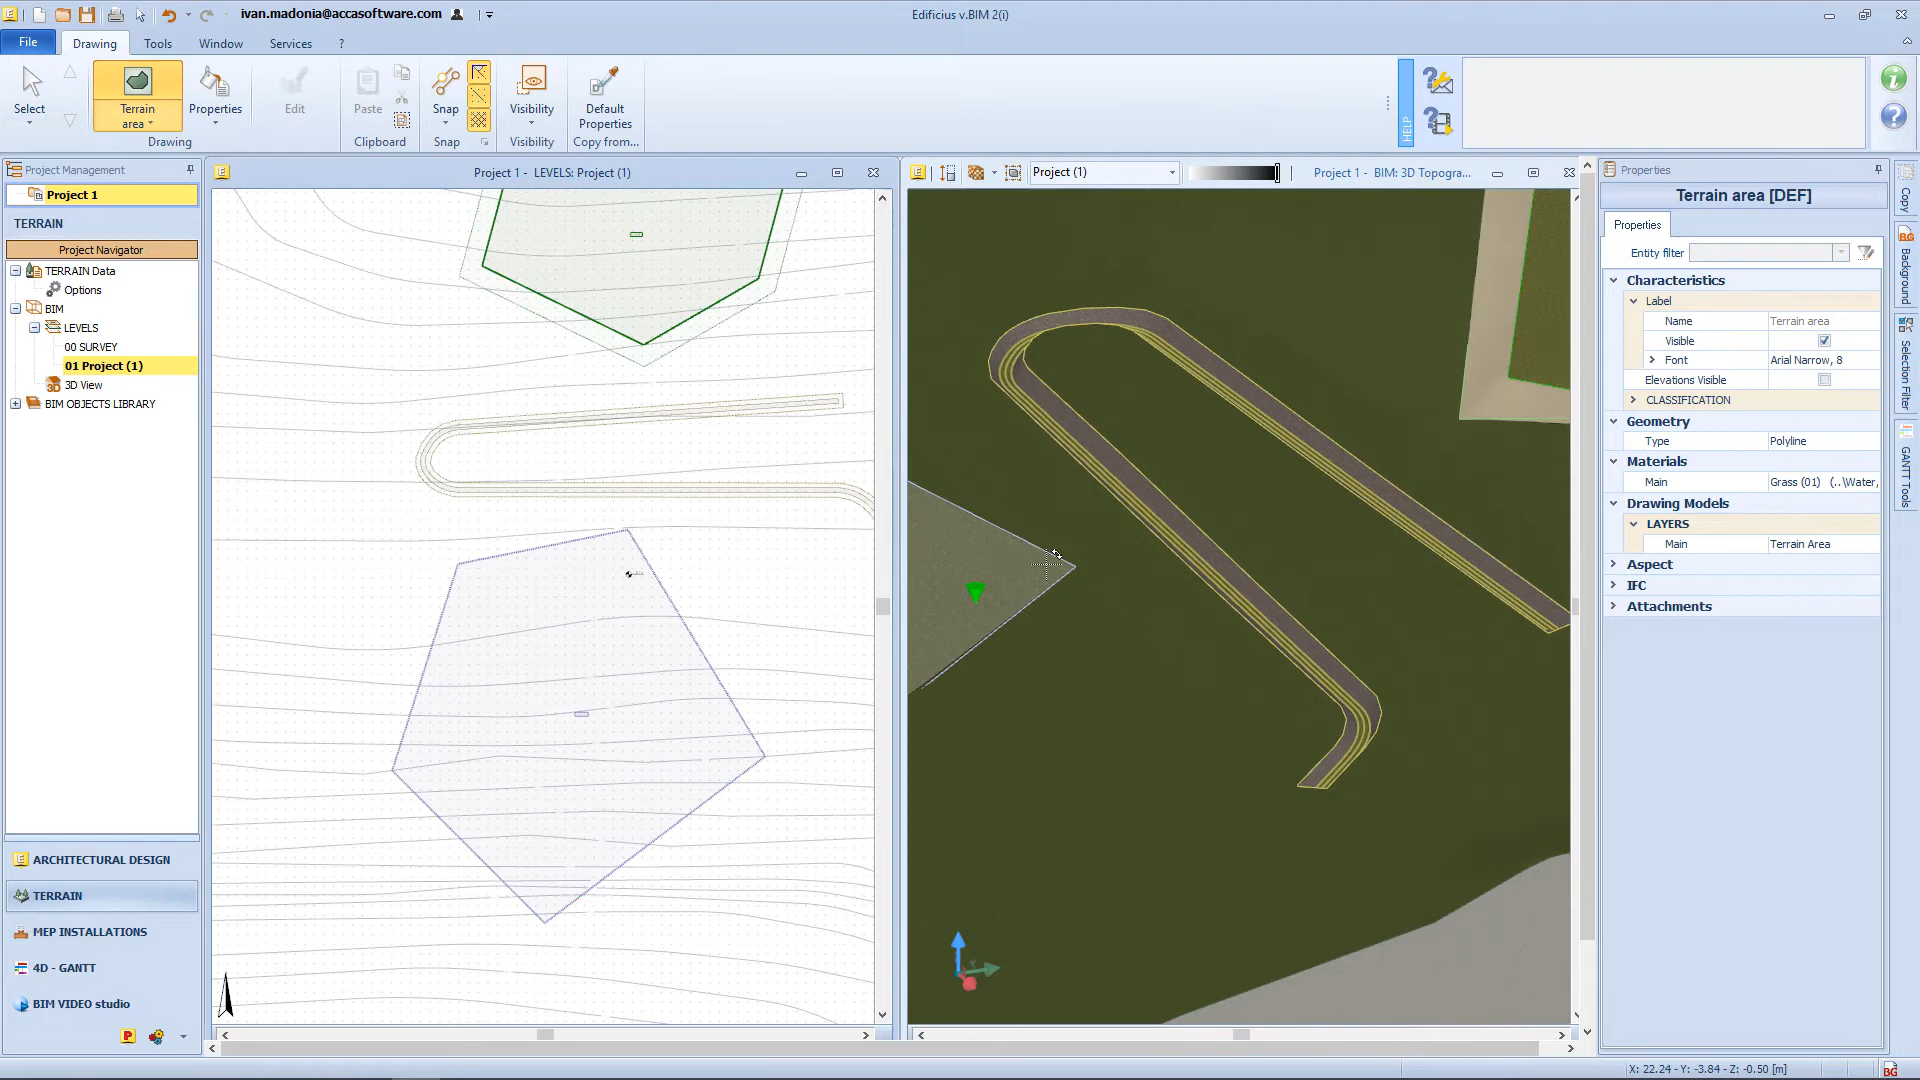 ivan.madonia@accasoftware.com
Edificius v.BIM 2(i)
File
Drawing
Tools
Window
Services
?
Select
Terrain
area
Properties
Edit
Paste
Snap
Visibility
Default
Properties
Drawing
Clipboard
Snap
Visibility
Copy from...
HELP
Project Management
Project 1
TERRAIN
Project Navigator
TERRAIN Data
Options
BIM
LEVELS
00 SURVEY
01 Project (1)
3D View
BIM OBJECTS LIBRARY
ARCHITECTURAL DESIGN
TERRAIN
MEP INSTALLATIONS
4D - GANTT
BIM VIDEO studio
Project 1 - LEVELS: Project (1)
Project (1)
Project 1 - BIM: 3D Topogra...
Properties
Terrain area [DEF]
Properties
Entity filter
Characteristics
Label
Name Terrain area
Visible
Font Arial Narrow, 8
Elevations Visible
CLASSIFICATION
Geometry
Type Polyline
Materials
Main Grass (01) (..\Water,
Drawing Models
LAYERS
Main Terrain Area
Aspect
IFC
Attachments
Copy
BG
Background
Selection Filter
GANTT Tools
X: 22.24 - Y: -3.84 - Z: -0.50 [m]
BG